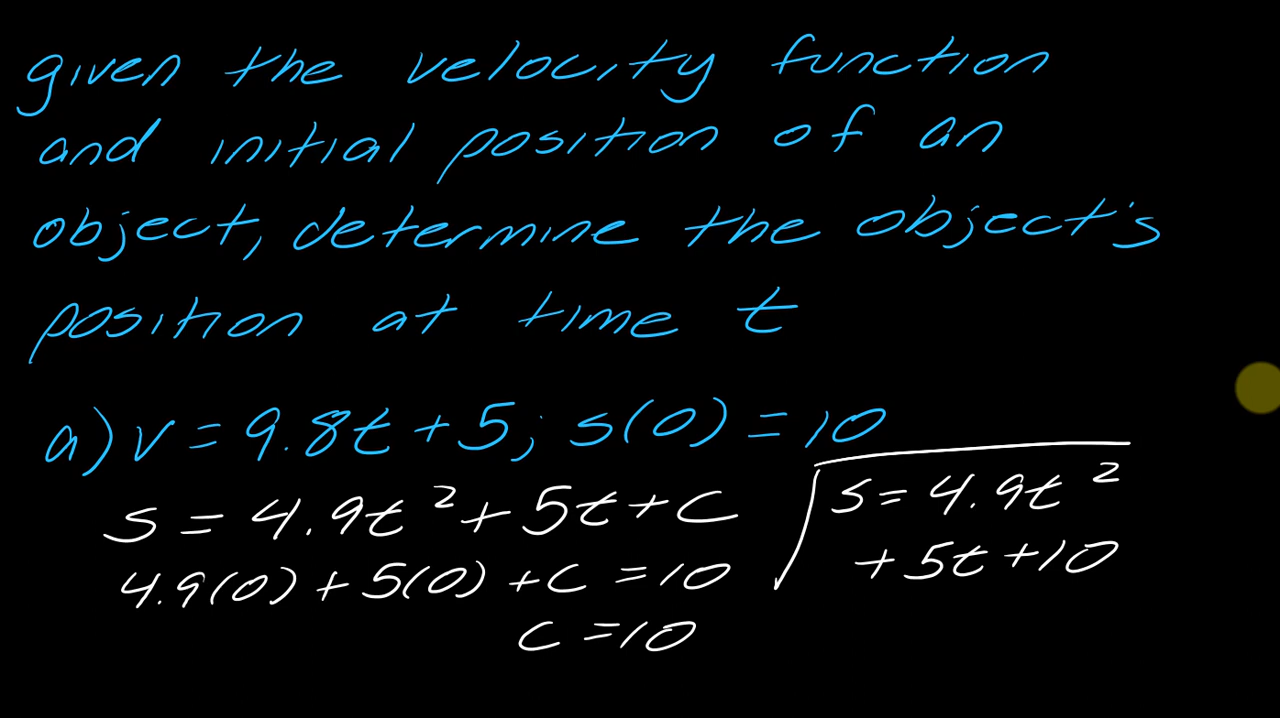 given the velocity function
and initial position of an
object, determine the object's
position at time t
a) v = 9.8t + 5; s(0) = 10
s = 4.9t² + 5t + c
4.9(0) + 5(0) + c = 10
c = 10
s = 4.9t²
+ 5t + 10